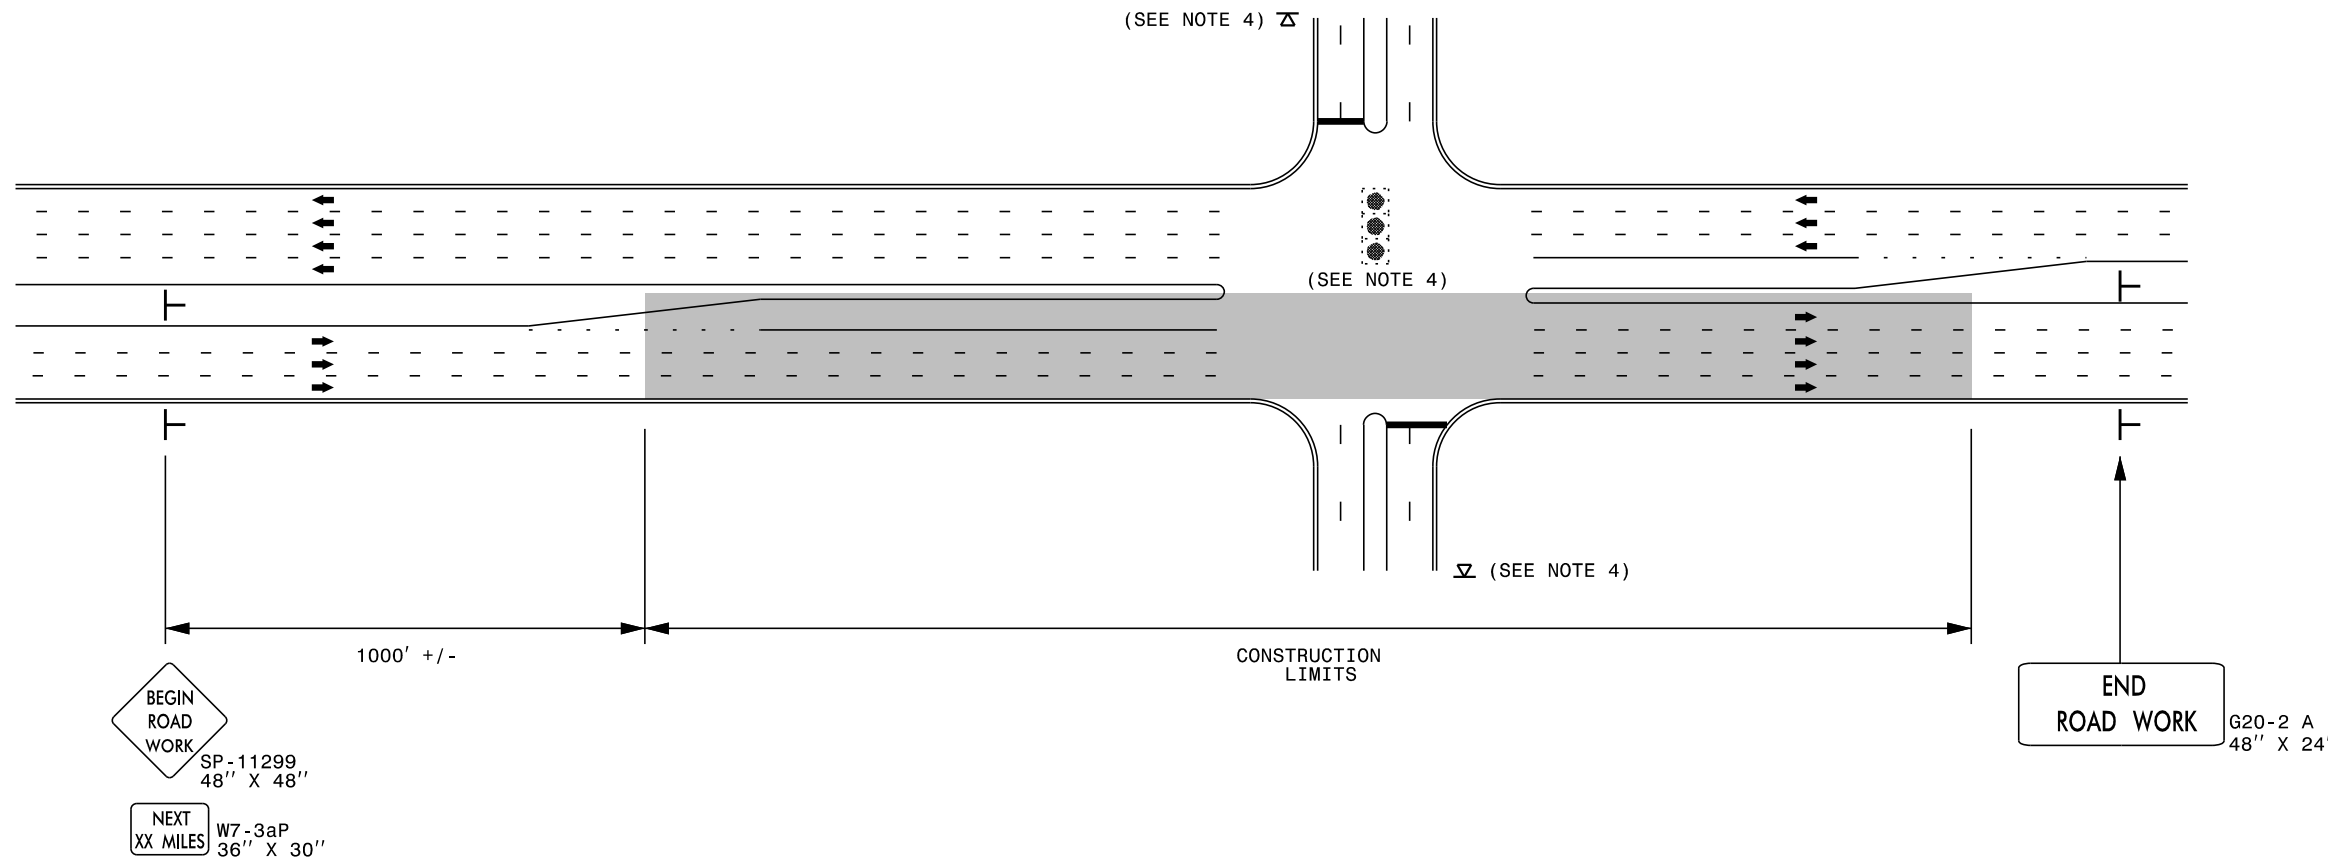 (SEE NOTE 4)
(SEE NOTE 4)
(SEE NOTE 4)
1000' +/-
CONSTRUCTION
LIMITS
BEGIN
ROAD
WORK
SP-11299
48'' X 48''
NEXT
XX MILES
W7-3aP
36'' X 30''
END
ROAD WORK
G20-2 A
48'' X 24'